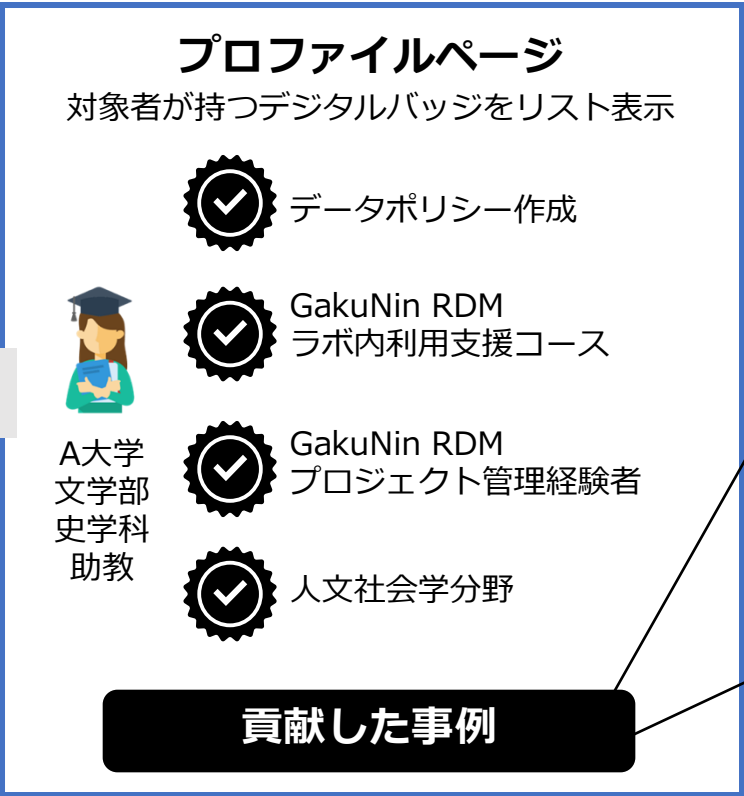 プロファイルページ
対象者が持つデジタルバッジをリスト表示
データポリシー作成
GakuNin RDM
ラボ内利用支援コース
GakuNin RDM
プロジェクト管理経験者
人文社会学分野
A大学
文学部
史学科
助教
貢献した事例